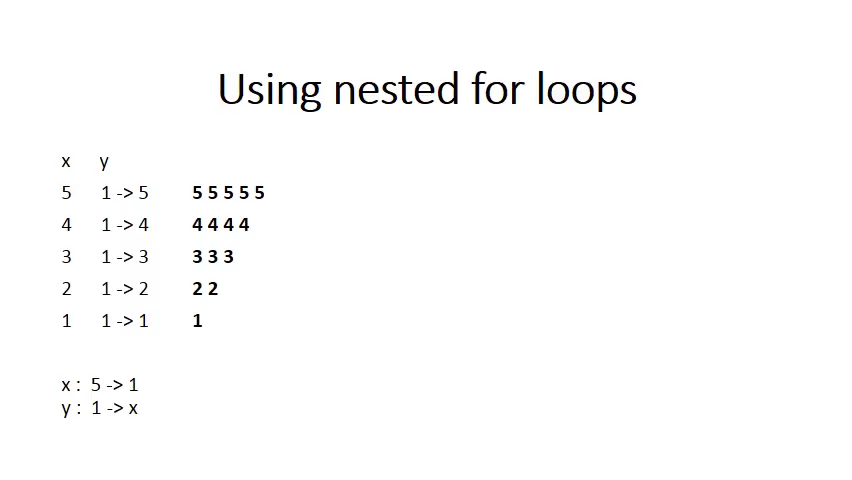 Using nested for loops
x y
5 1 -> 5 5 5 5 5 5
4 1 -> 4 4 4 4 4
3 1 -> 3 3 3 3
2 1 -> 2 2 2
1 1 -> 1 1
x : 5 -> 1
y : 1 -> x